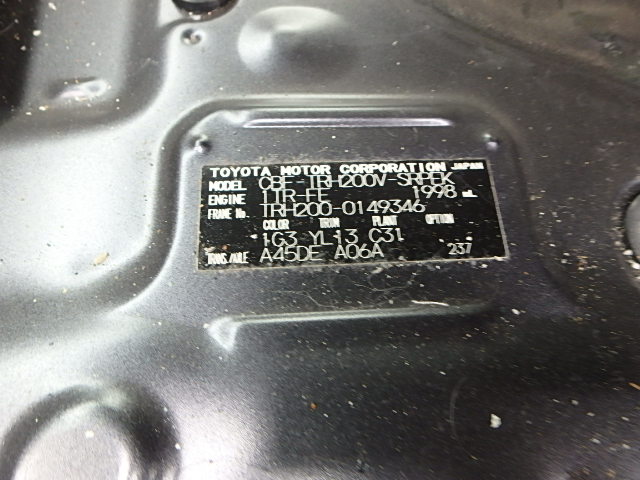 TOYOTA MOTOR CORPORATION JAPAN
MODEL CBF-TRH200V-SRPEK
ENGINE 1TR-FE 1998 mL
FRAME No. TRH200-0149346
COLOR TRIM PLANT OPTION
1G3 YL13 C31
TRANS./AXLE A45DE A06A 237